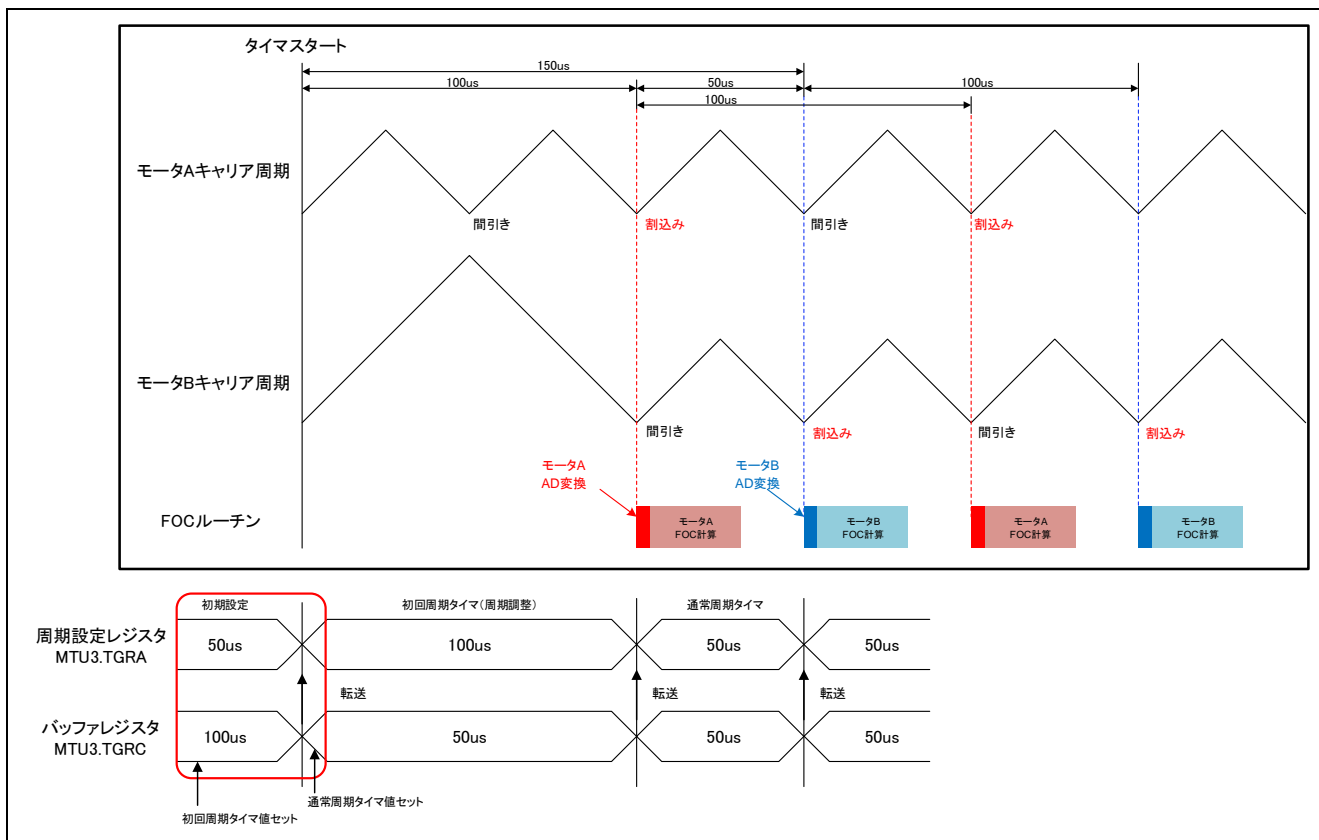 タイマスタート
150us
100us
50us
100us
100us
モータAキャリア周期
間引き
割込み
間引き
割込み
モータBキャリア周期
間引き
割込み
間引き
割込み
モータA
AD変換
モータB
AD変換
FOCルーチン
モータA
FOC計算
モータB
FOC計算
モータA
FOC計算
モータB
FOC計算
初期設定
初回周期タイマ(周期調整)
通常周期タイマ
周期設定レジスタ
MTU3.TGRA
50us
100us
50us
50us
転送
転送
転送
バッファレジスタ
MTU3.TGRC
100us
50us
50us
50us
通常周期タイマ値セット
初回周期タイマ値セット